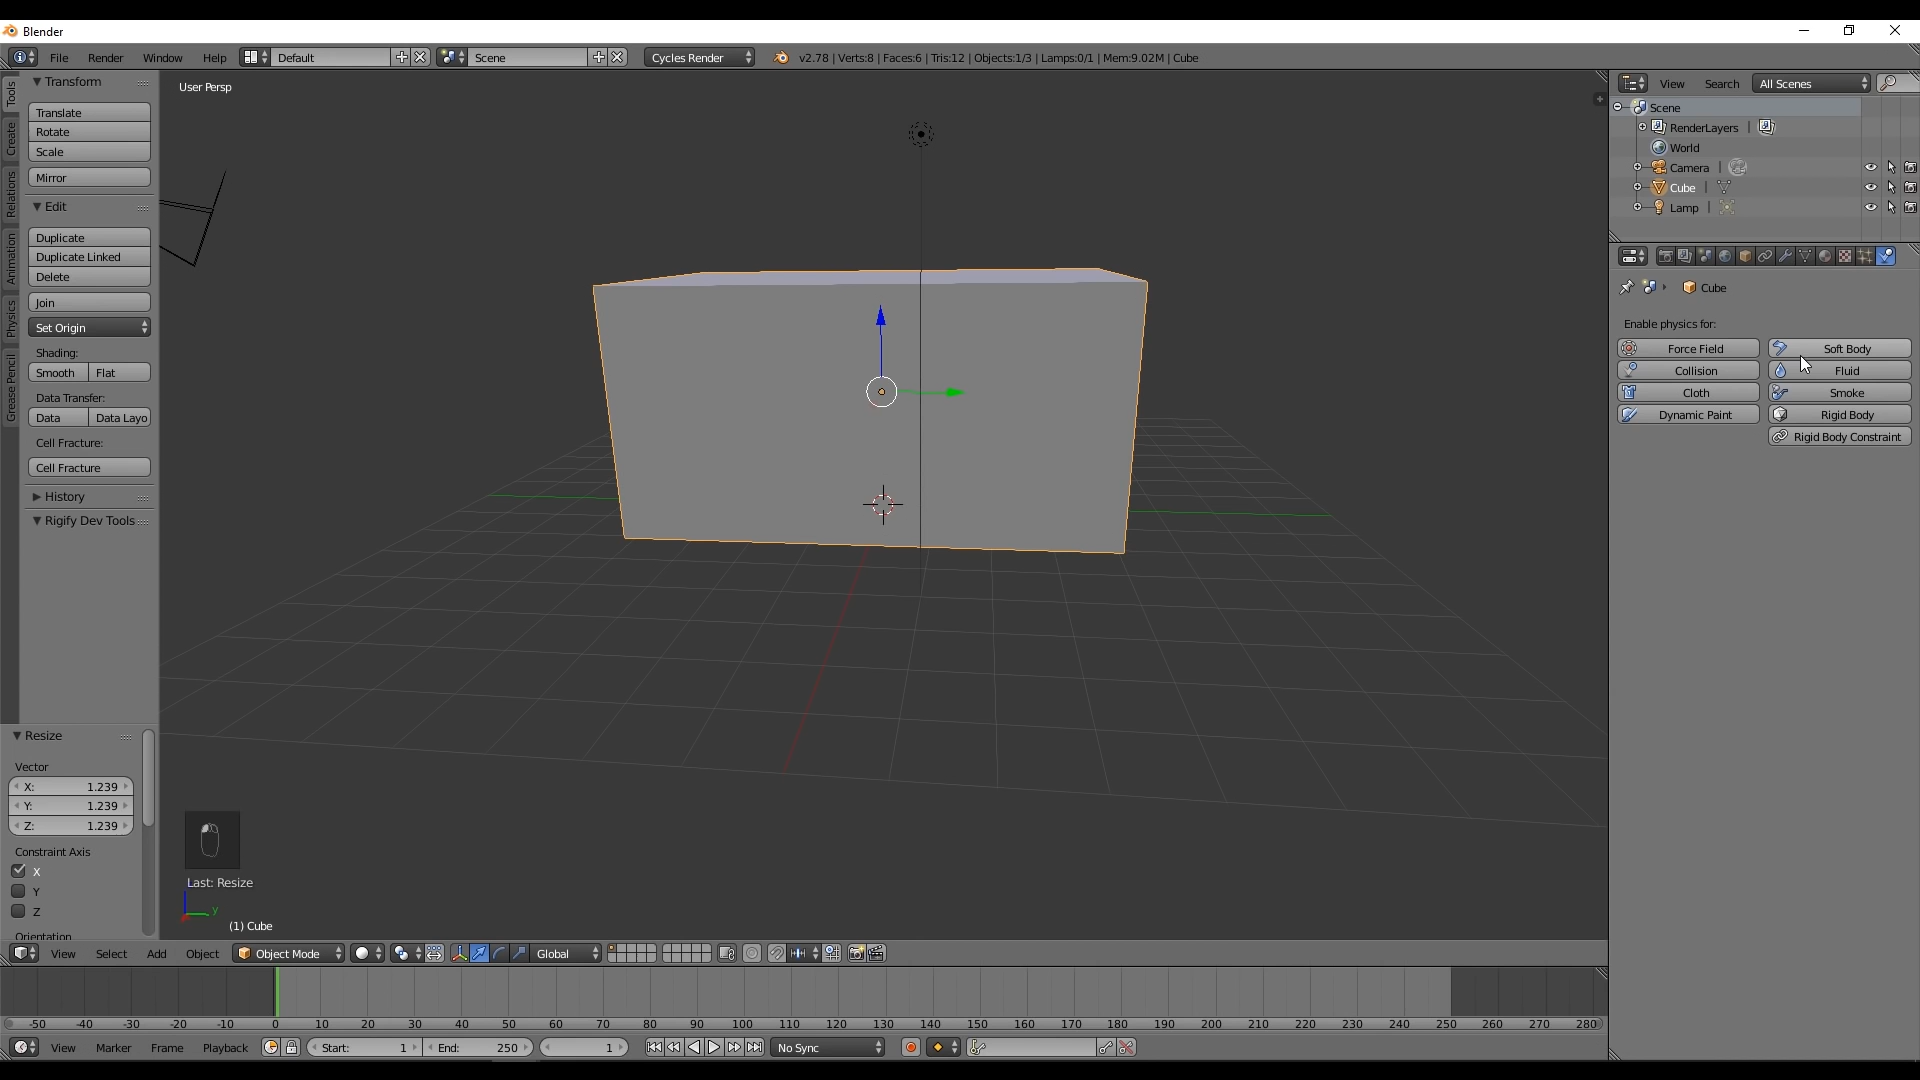 Blender
File Render Window Help Default Scene Cycles Render v2.78 | Verts:8 | Faces:6 | Tris:12 | Objects:1/3 | Lamps:0/1 | Mem:9.02M | Cube
Tools
Create
Relations
Animation
Physics
Grease Pencil
Transform
Translate
Rotate
Scale
Mirror
Edit
Duplicate
Duplicate Linked
Delete
Join
Set Origin
Shading:
Smooth Flat
Data Transfer:
Data Data Layo
Cell Fracture:
Cell Fracture
History
Rigify Dev Tools
Resize
Vector
X: 1.239
Y: 1.239
Z: 1.239
Constraint Axis
X
Y
Z
Orientation
User Persp
Last: Resize
y
(1) Cube
View Select Add Object Object Mode Global
-50 -40 -30 -20 -10 0 10 20 30 40 50 60 70 80 90 100 110 120 130 140 150 160 170 180 190 200 210 220 230 240 250 260 270 280
View Marker Frame Playback Start: 1 End: 250 1 No Sync
View Search All Scenes
Scene
RenderLayers |
World
Camera |
Cube |
Lamp |
Cube
Enable physics for:
Force Field Soft Body
Collision Fluid
Cloth Smoke
Dynamic Paint Rigid Body
Rigid Body Constraint